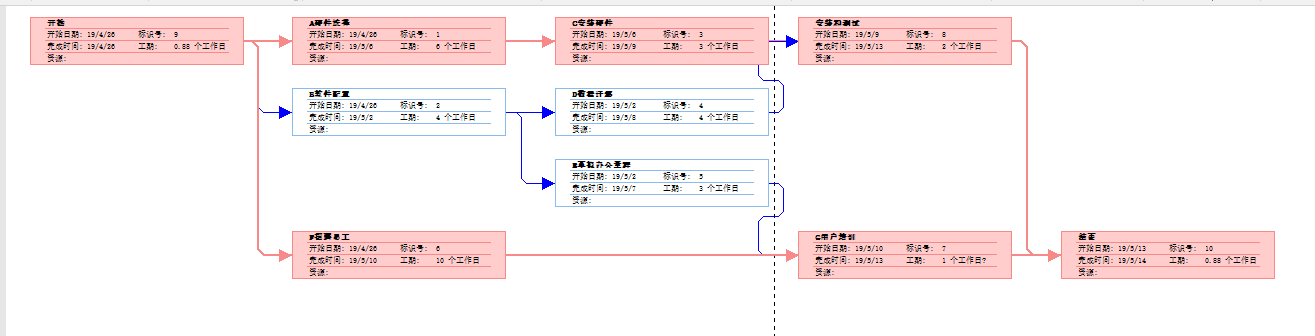 开始
开始日期: 19/4/26 标识号: 9
完成时间: 19/4/26 工期: 0.88 个工作日
资源:
A硬件选择
开始日期: 19/4/26 标识号: 1
完成时间: 19/5/6 工期: 6 个工作日
资源:
C安装硬件
开始日期: 19/5/6 标识号: 3
完成时间: 19/5/9 工期: 3 个工作日
资源:
安装和测试
开始日期: 19/5/9 标识号: 8
完成时间: 19/5/13 工期: 2 个工作日
资源:
B软件配置
开始日期: 19/4/26 标识号: 2
完成时间: 19/5/2 工期: 4 个工作日
资源:
D数据迁移
开始日期: 19/5/2 标识号: 4
完成时间: 19/5/8 工期: 4 个工作日
资源:
E草拟办公流程
开始日期: 19/5/2 标识号: 5
完成时间: 19/5/7 工期: 3 个工作日
资源:
F招聘员工
开始日期: 19/4/26 标识号: 6
完成时间: 19/5/10 工期: 10 个工作日
资源:
G用户培训
开始日期: 19/5/10 标识号: 7
完成时间: 19/5/13 工期: 1 个工作日?
资源:
结束
开始日期: 19/5/13 标识号: 10
完成时间: 19/5/14 工期: 0.88 个工作日
资源: